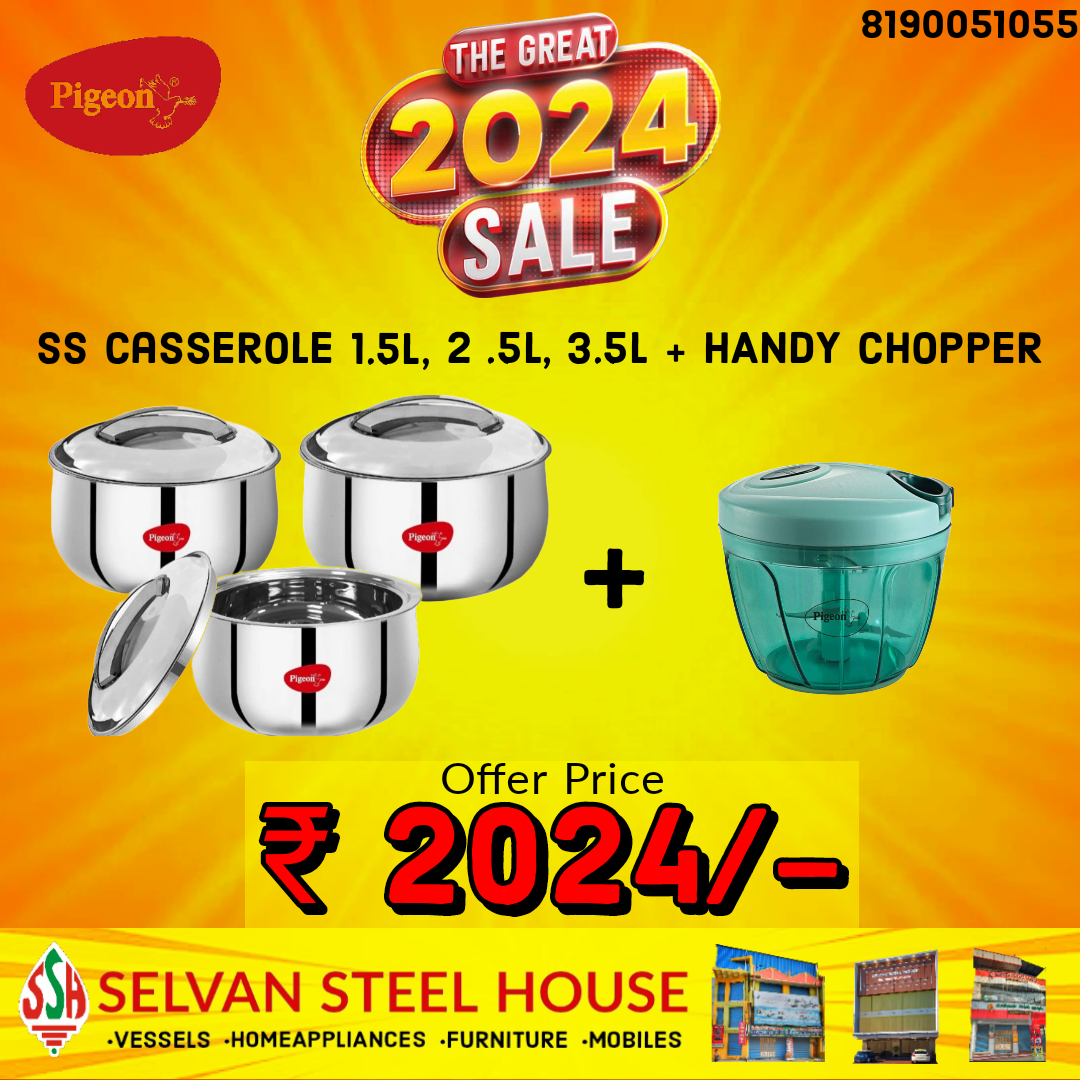 8190051055
Pigeon®
THE GREAT
2024
SALE
SS CASSEROLE 1.5L, 2 .5L, 3.5L + HANDY CHOPPER
Pigeon
Pigeon
Pigeon
+
Pigeon
Offer Price
₹ 2024/-
SSH
SELVAN STEEL HOUSE
·VESSELS ·HOMEAPPLIANCES ·FURNITURE ·MOBILES